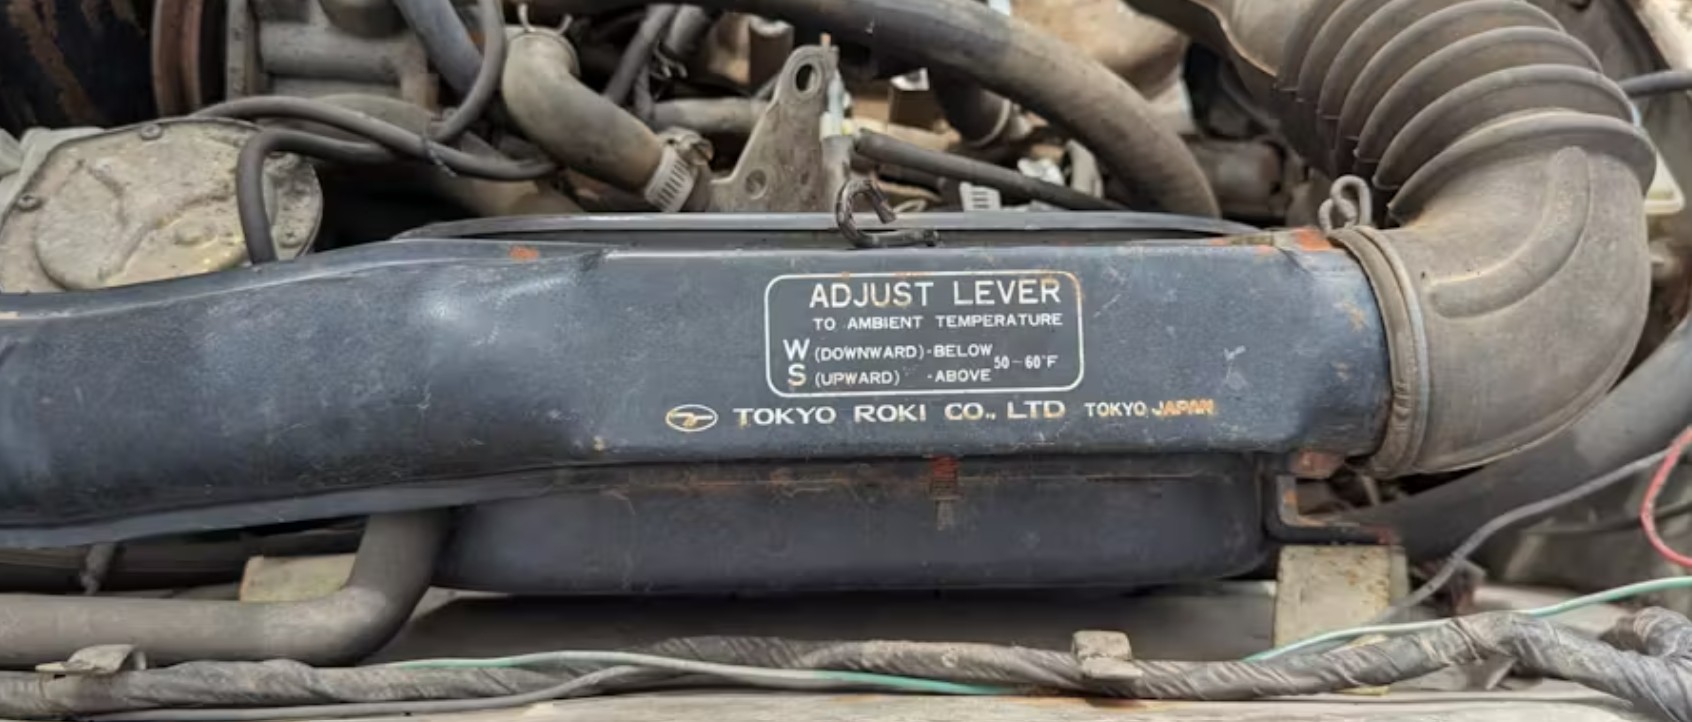 ADJUST LEVER
TO AMBIENT TEMPERATURE
W (DOWNWARD)·BELOW 50-60°F
S (UPWARD) ·ABOVE
TOKYO ROKI CO., LTD TOKYO JAPAN